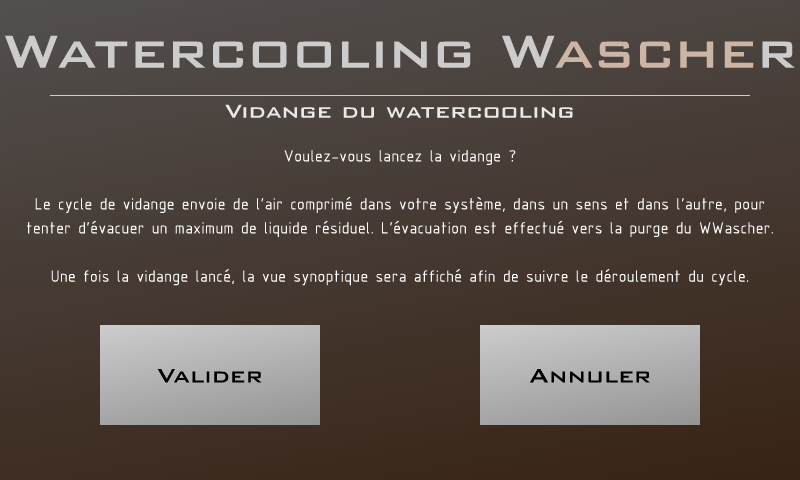 Watercooling Wascher
Vidange du watercooling
Voulez-vous lancez la vidange ?
Le cycle de vidange envoie de l'air comprimé dans votre système, dans un sens et dans l'autre, pour
tenter d'évacuer un maximum de liquide résiduel. L'évacuation est effectué vers la purge du WWascher.
Une fois la vidange lancé, la vue synoptique sera affiché afin de suivre le déroulement du cycle.
Valider
Annuler